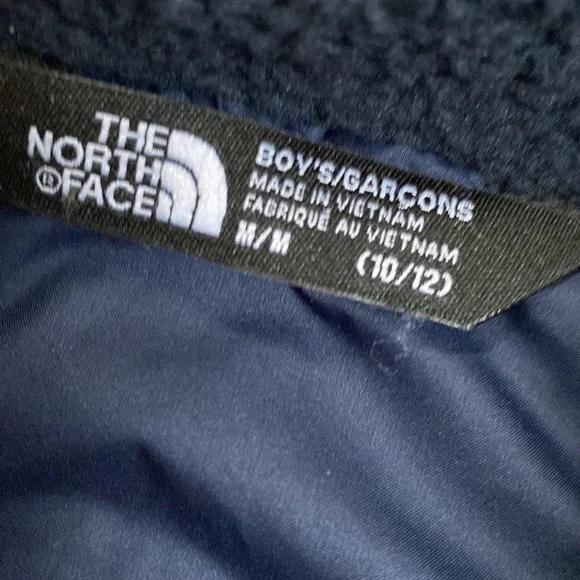 THE
NORTH
®FACE
BOY'S/GARÇONS
MADE IN VIETNAM
FABRIQUÉ AU VIETNAM
M/M (10/12)